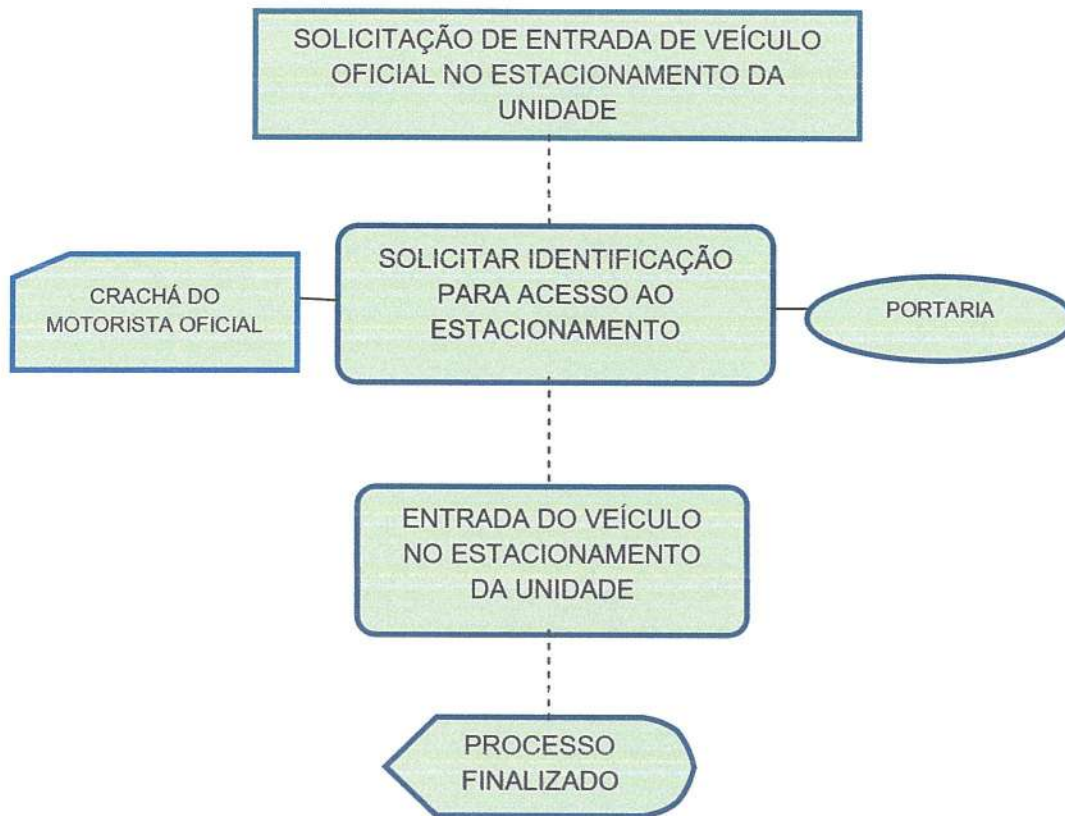 SOLICITAÇÃO DE ENTRADA DE VEÍCULO
OFICIAL NO ESTACIONAMENTO DA
UNIDADE
SOLICITAR IDENTIFICAÇÃO
PARA ACESSO AO
ESTACIONAMENTO
CRACHÁ DO
MOTORISTA OFICIAL
PORTARIA
ENTRADA DO VEÍCULO
NO ESTACIONAMENTO
DA UNIDADE
PROCESSO
FINALIZADO